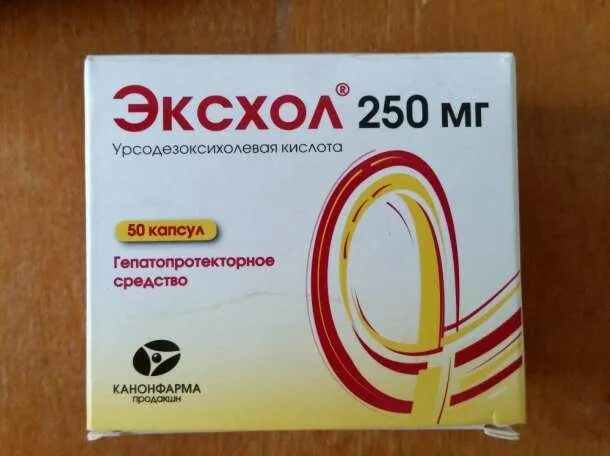 ЭКСХОЛ® 250 мг
Урсодезоксихолевая кислота
50 капсул
Гепатопротекторное
средство
КАНОНФАРМА
продакшн